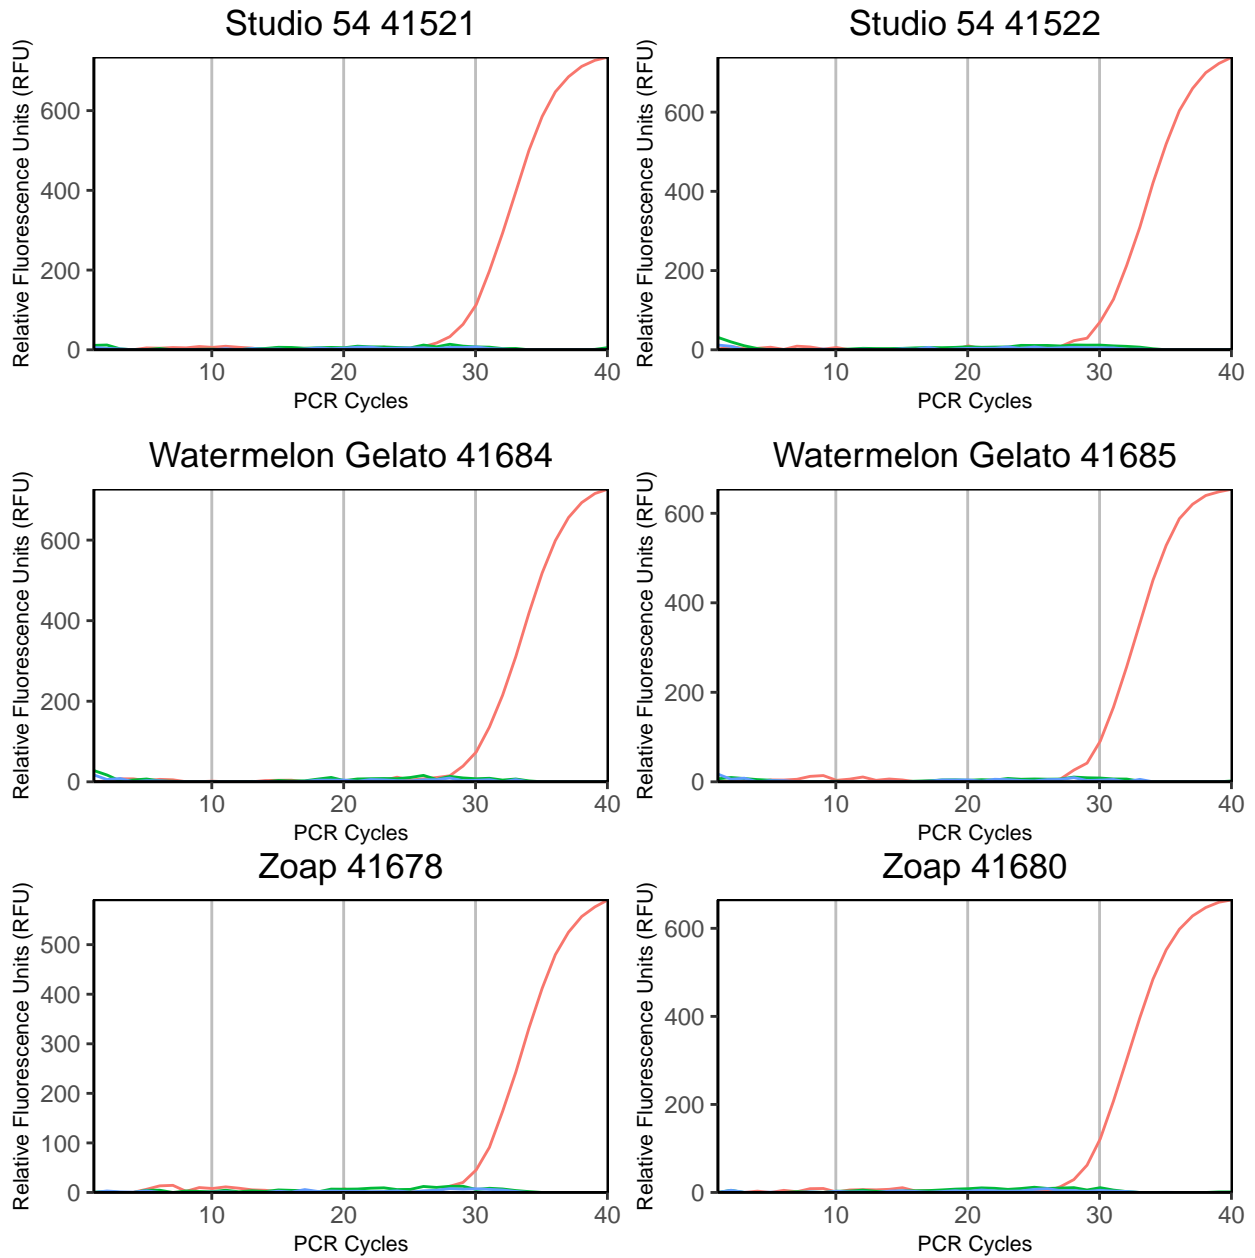 Studio 54 41521
Relative Fluorescence Units (RFU)
600
400
200
0
10 20 30 40
PCR Cycles
Studio 54 41522
Relative Fluorescence Units (RFU)
600
400
200
0
10 20 30 40
PCR Cycles
Watermelon Gelato 41684
Relative Fluorescence Units (RFU)
600
400
200
0
10 20 30 40
PCR Cycles
Watermelon Gelato 41685
Relative Fluorescence Units (RFU)
600
400
200
0
10 20 30 40
PCR Cycles
Zoap 41678
Relative Fluorescence Units (RFU)
500
400
300
200
100
0
10 20 30 40
PCR Cycles
Zoap 41680
Relative Fluorescence Units (RFU)
600
400
200
0
10 20 30 40
PCR Cycles